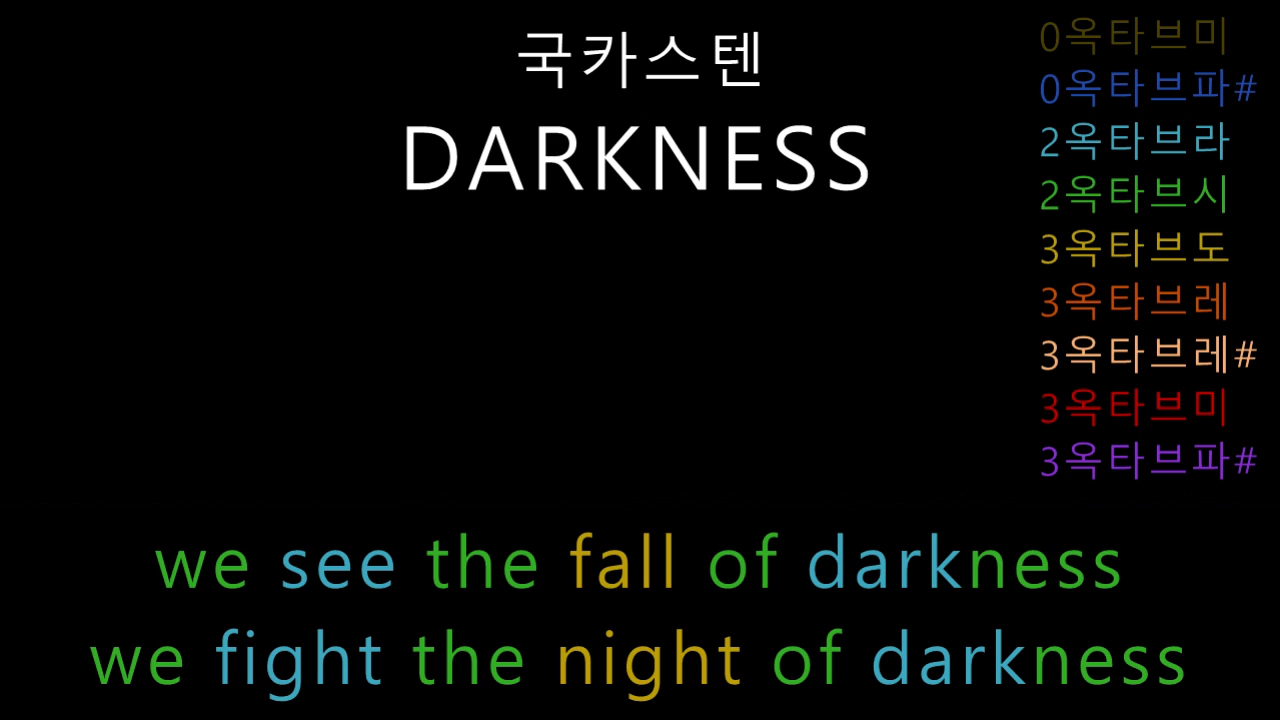 국카스텐
DARKNESS
0옥타브미
0옥타브파#
2옥타브라
2옥타브시
3옥타브도
3옥타브레
3옥타브레#
3옥타브미
3옥타브파#
we see the fall of darkness
we fight the night of darkness